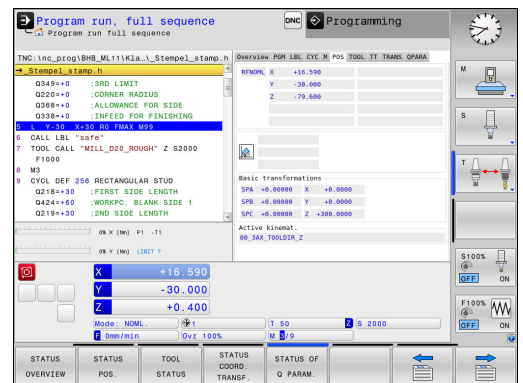 Program run, full sequence
Program run full sequence
DNC
Programming
TNC:\nc_prog\BHB_ML11\Kla…\_Stempel_stamp.h
→_Stempel_stamp.h
Q349=+0 ;3RD LIMIT
Q220=+0 ;CORNER RADIUS
Q368=+0 ;ALLOWANCE FOR SIDE
Q338=+0 ;INFEED FOR FINISHING
5 L Y-30 X+30 R0 FMAX M99
6 CALL LBL "safe"
7 TOOL CALL "MILL_D20_ROUGH" Z S2000
F1000
8 M3
9 CYCL DEF 256 RECTANGULAR STUD
Q218=+30 ;FIRST SIDE LENGTH
Q424=+60 ;WORKPC. BLANK SIDE 1
Q219=+30 ;2ND SIDE LENGTH
0% X [Nm] P1 -T1
0% Y [Nm] LIMIT ?
Overview PGM LBL CYC M POS TOOL TT TRANS QPARA
RFNOML X +16.590
Y -30.000
Z -79.600
Basic transformations
SPA +0.00000 X +0.0000
SPB +0.00000 Y +0.0000
SPC +0.00000 Z +300.0000
Active kinemat.
00_3AX_TOOLDIR_Z
X +16.590
Y -30.000
Z +0.400
Mode: NOML. 1 T 50 Z S 2000
F 0mm/min Ovr 100% M 5/9
M
S
T
S100%
OFF ON
F100%
OFF ON
STATUS OVERVIEW
STATUS POS.
TOOL STATUS
STATUS COORD. TRANSF.
STATUS OF Q PARAM.